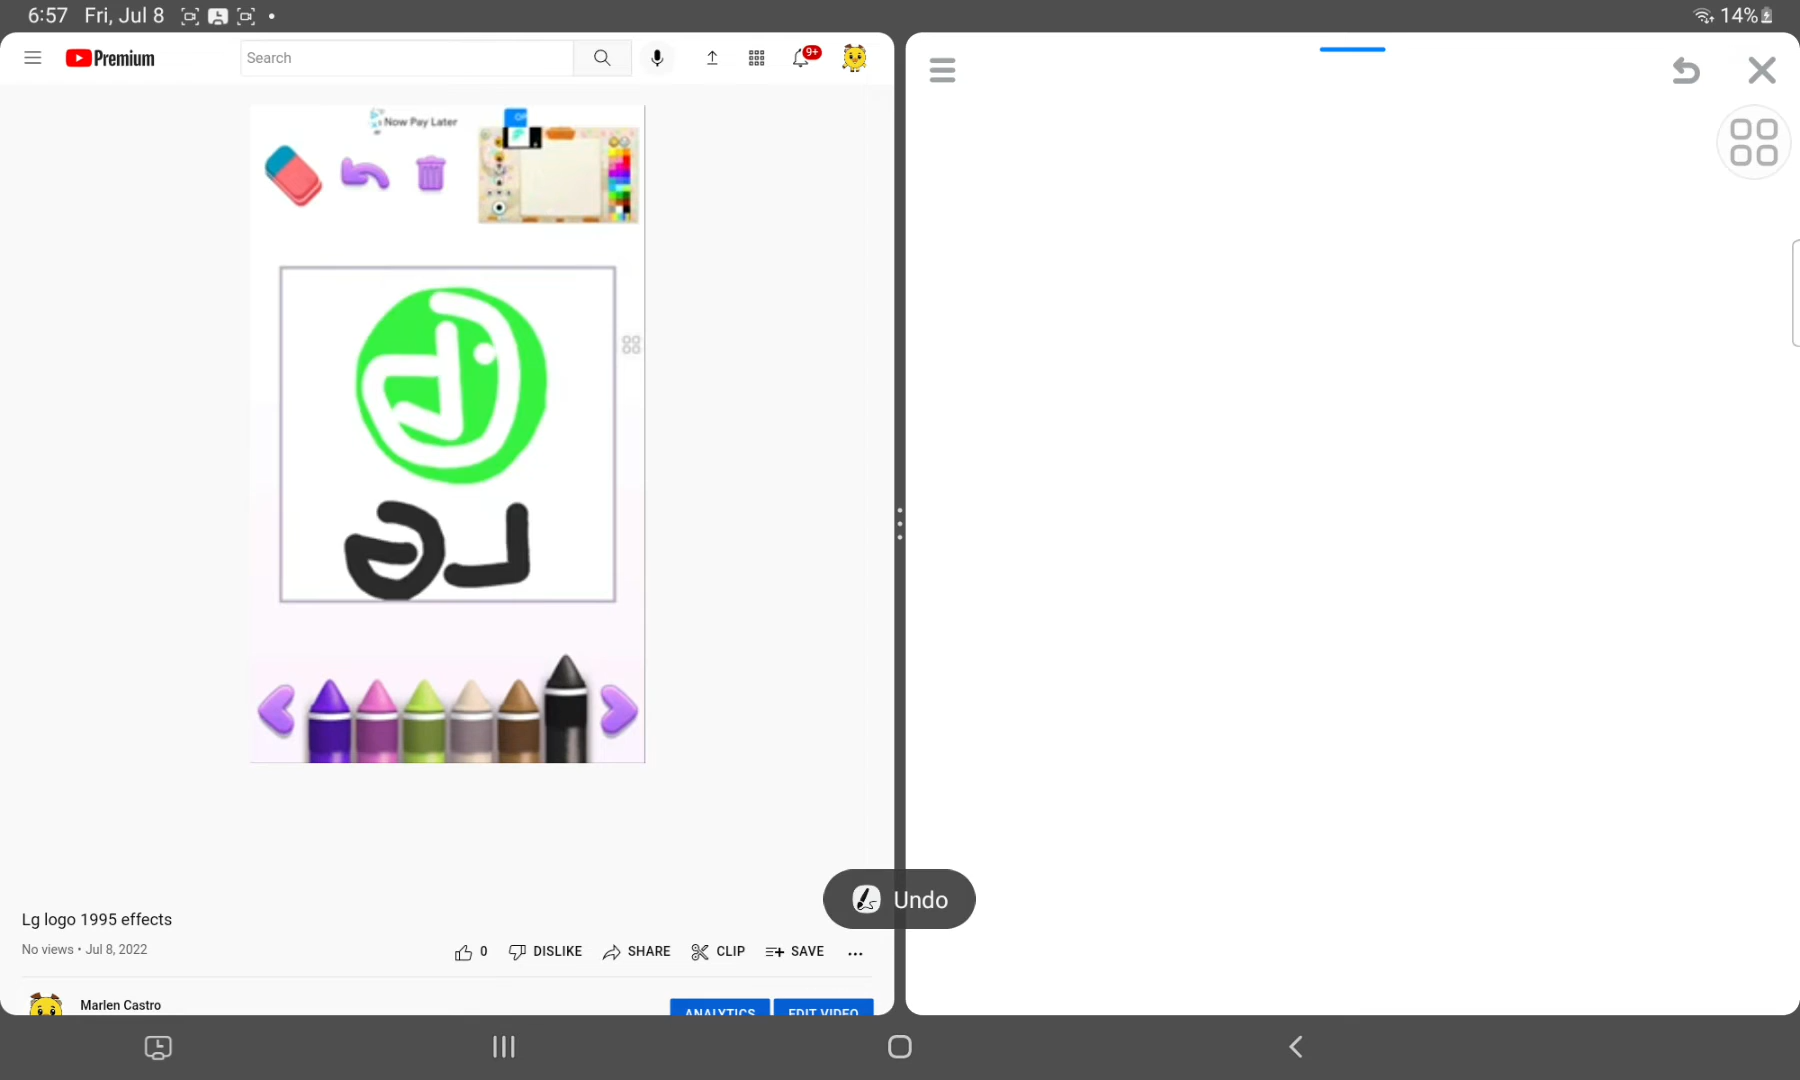 6:57 Fri, Jul 8
14%
Premium
Search
9+
Now Pay Later
Lg logo 1995 effects
No views • Jul 8, 2022
0 DISLIKE SHARE CLIP SAVE
Undo
Marlen Castro
ANALYTICS EDIT VIDEO